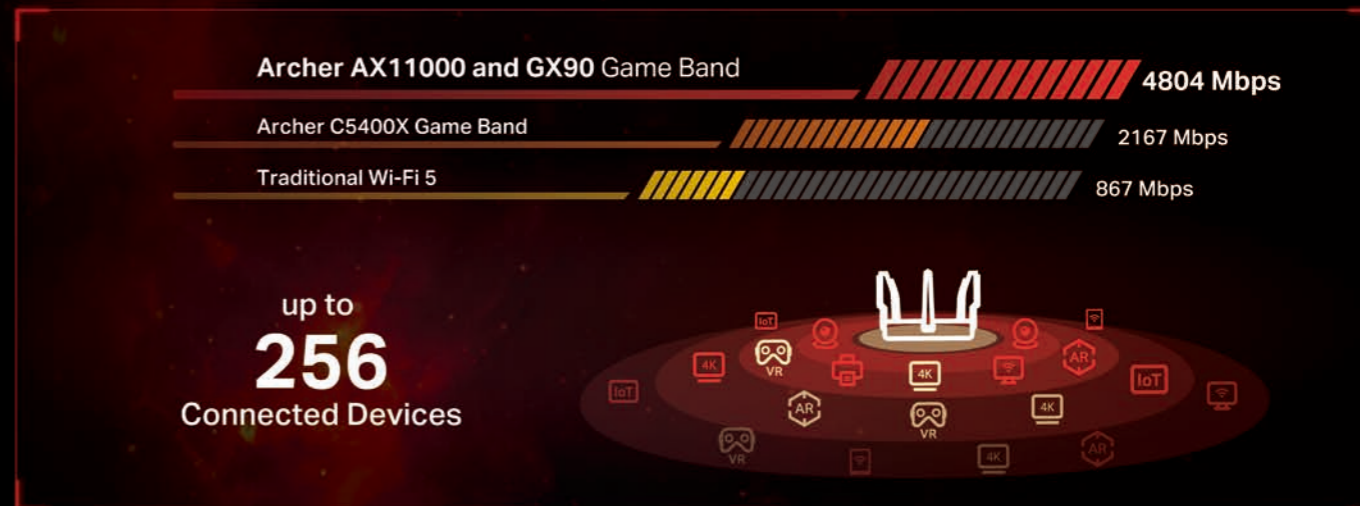 Archer AX11000 and GX90 Game Band
4804 Mbps
Archer C5400X Game Band
2167 Mbps
Traditional Wi-Fi 5
867 Mbps
up to
256
Connected Devices
IoT
4K
VR
4K
AR
IoT
IoT
AR
VR
4K
VR
4K
AR